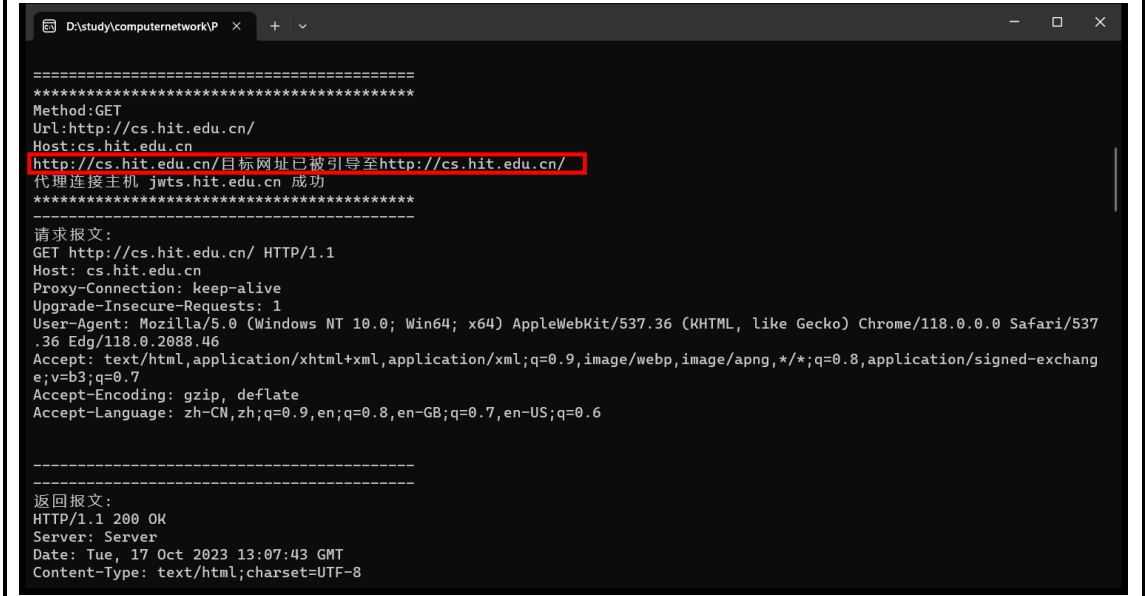 D:\study\computernetwork\P
==========================================
******************************************
Method:GET
Url:http://cs.hit.edu.cn/
Host:cs.hit.edu.cn
http://cs.hit.edu.cn/目标网址已被引导至http://cs.hit.edu.cn/
代理连接主机 jwts.hit.edu.cn 成功
******************************************
------------------------------------------
请求报文:
GET http://cs.hit.edu.cn/ HTTP/1.1
Host: cs.hit.edu.cn
Proxy-Connection: keep-alive
Upgrade-Insecure-Requests: 1
User-Agent: Mozilla/5.0 (Windows NT 10.0; Win64; x64) AppleWebKit/537.36 (KHTML, like Gecko) Chrome/118.0.0.0 Safari/537
.36 Edg/118.0.2088.46
Accept: text/html,application/xhtml+xml,application/xml;q=0.9,image/webp,image/apng,*/*;q=0.8,application/signed-exchang
e;v=b3;q=0.7
Accept-Encoding: gzip, deflate
Accept-Language: zh-CN,zh;q=0.9,en;q=0.8,en-GB;q=0.7,en-US;q=0.6
------------------------------------------
------------------------------------------
返回报文:
HTTP/1.1 200 OK
Server: Server
Date: Tue, 17 Oct 2023 13:07:43 GMT
Content-Type: text/html;charset=UTF-8